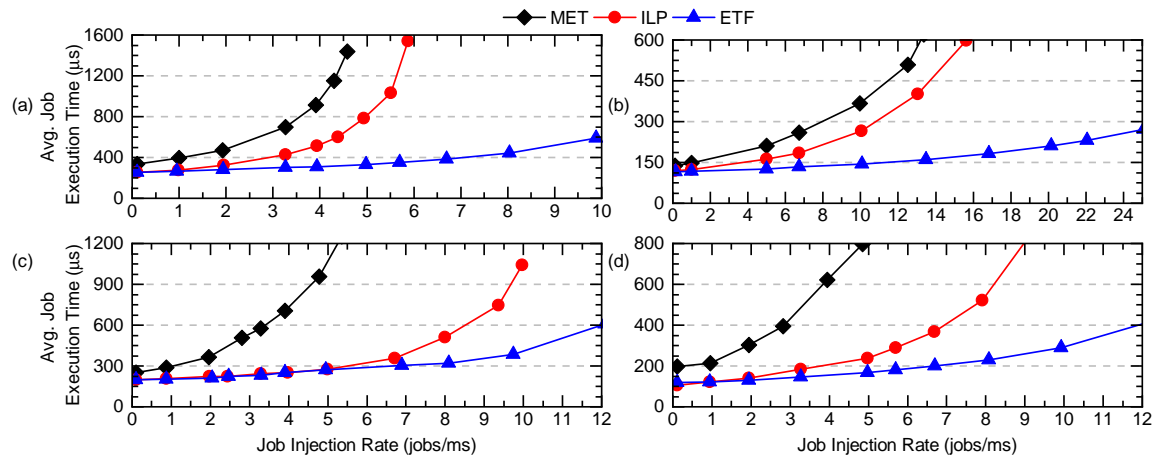 MET ILP ETF
(a)
Avg. Job
Execution Time (µs)
1600
1200
800
400
0
0 1 2 3 4 5 6 7 8 9 10
(b)
600
450
300
150
0
0 2 4 6 8 10 13 14 16 18 20 22 24
(c)
Avg. Job
Execution Time (µs)
1200
900
600
300
0
0 1 2 3 4 5 6 7 8 9 10 11 12
Job Injection Rate (jobs/ms)
(d)
800
600
400
200
0
0 1 2 3 4 5 6 7 8 9 10 12
Job Injection Rate (jobs/ms)